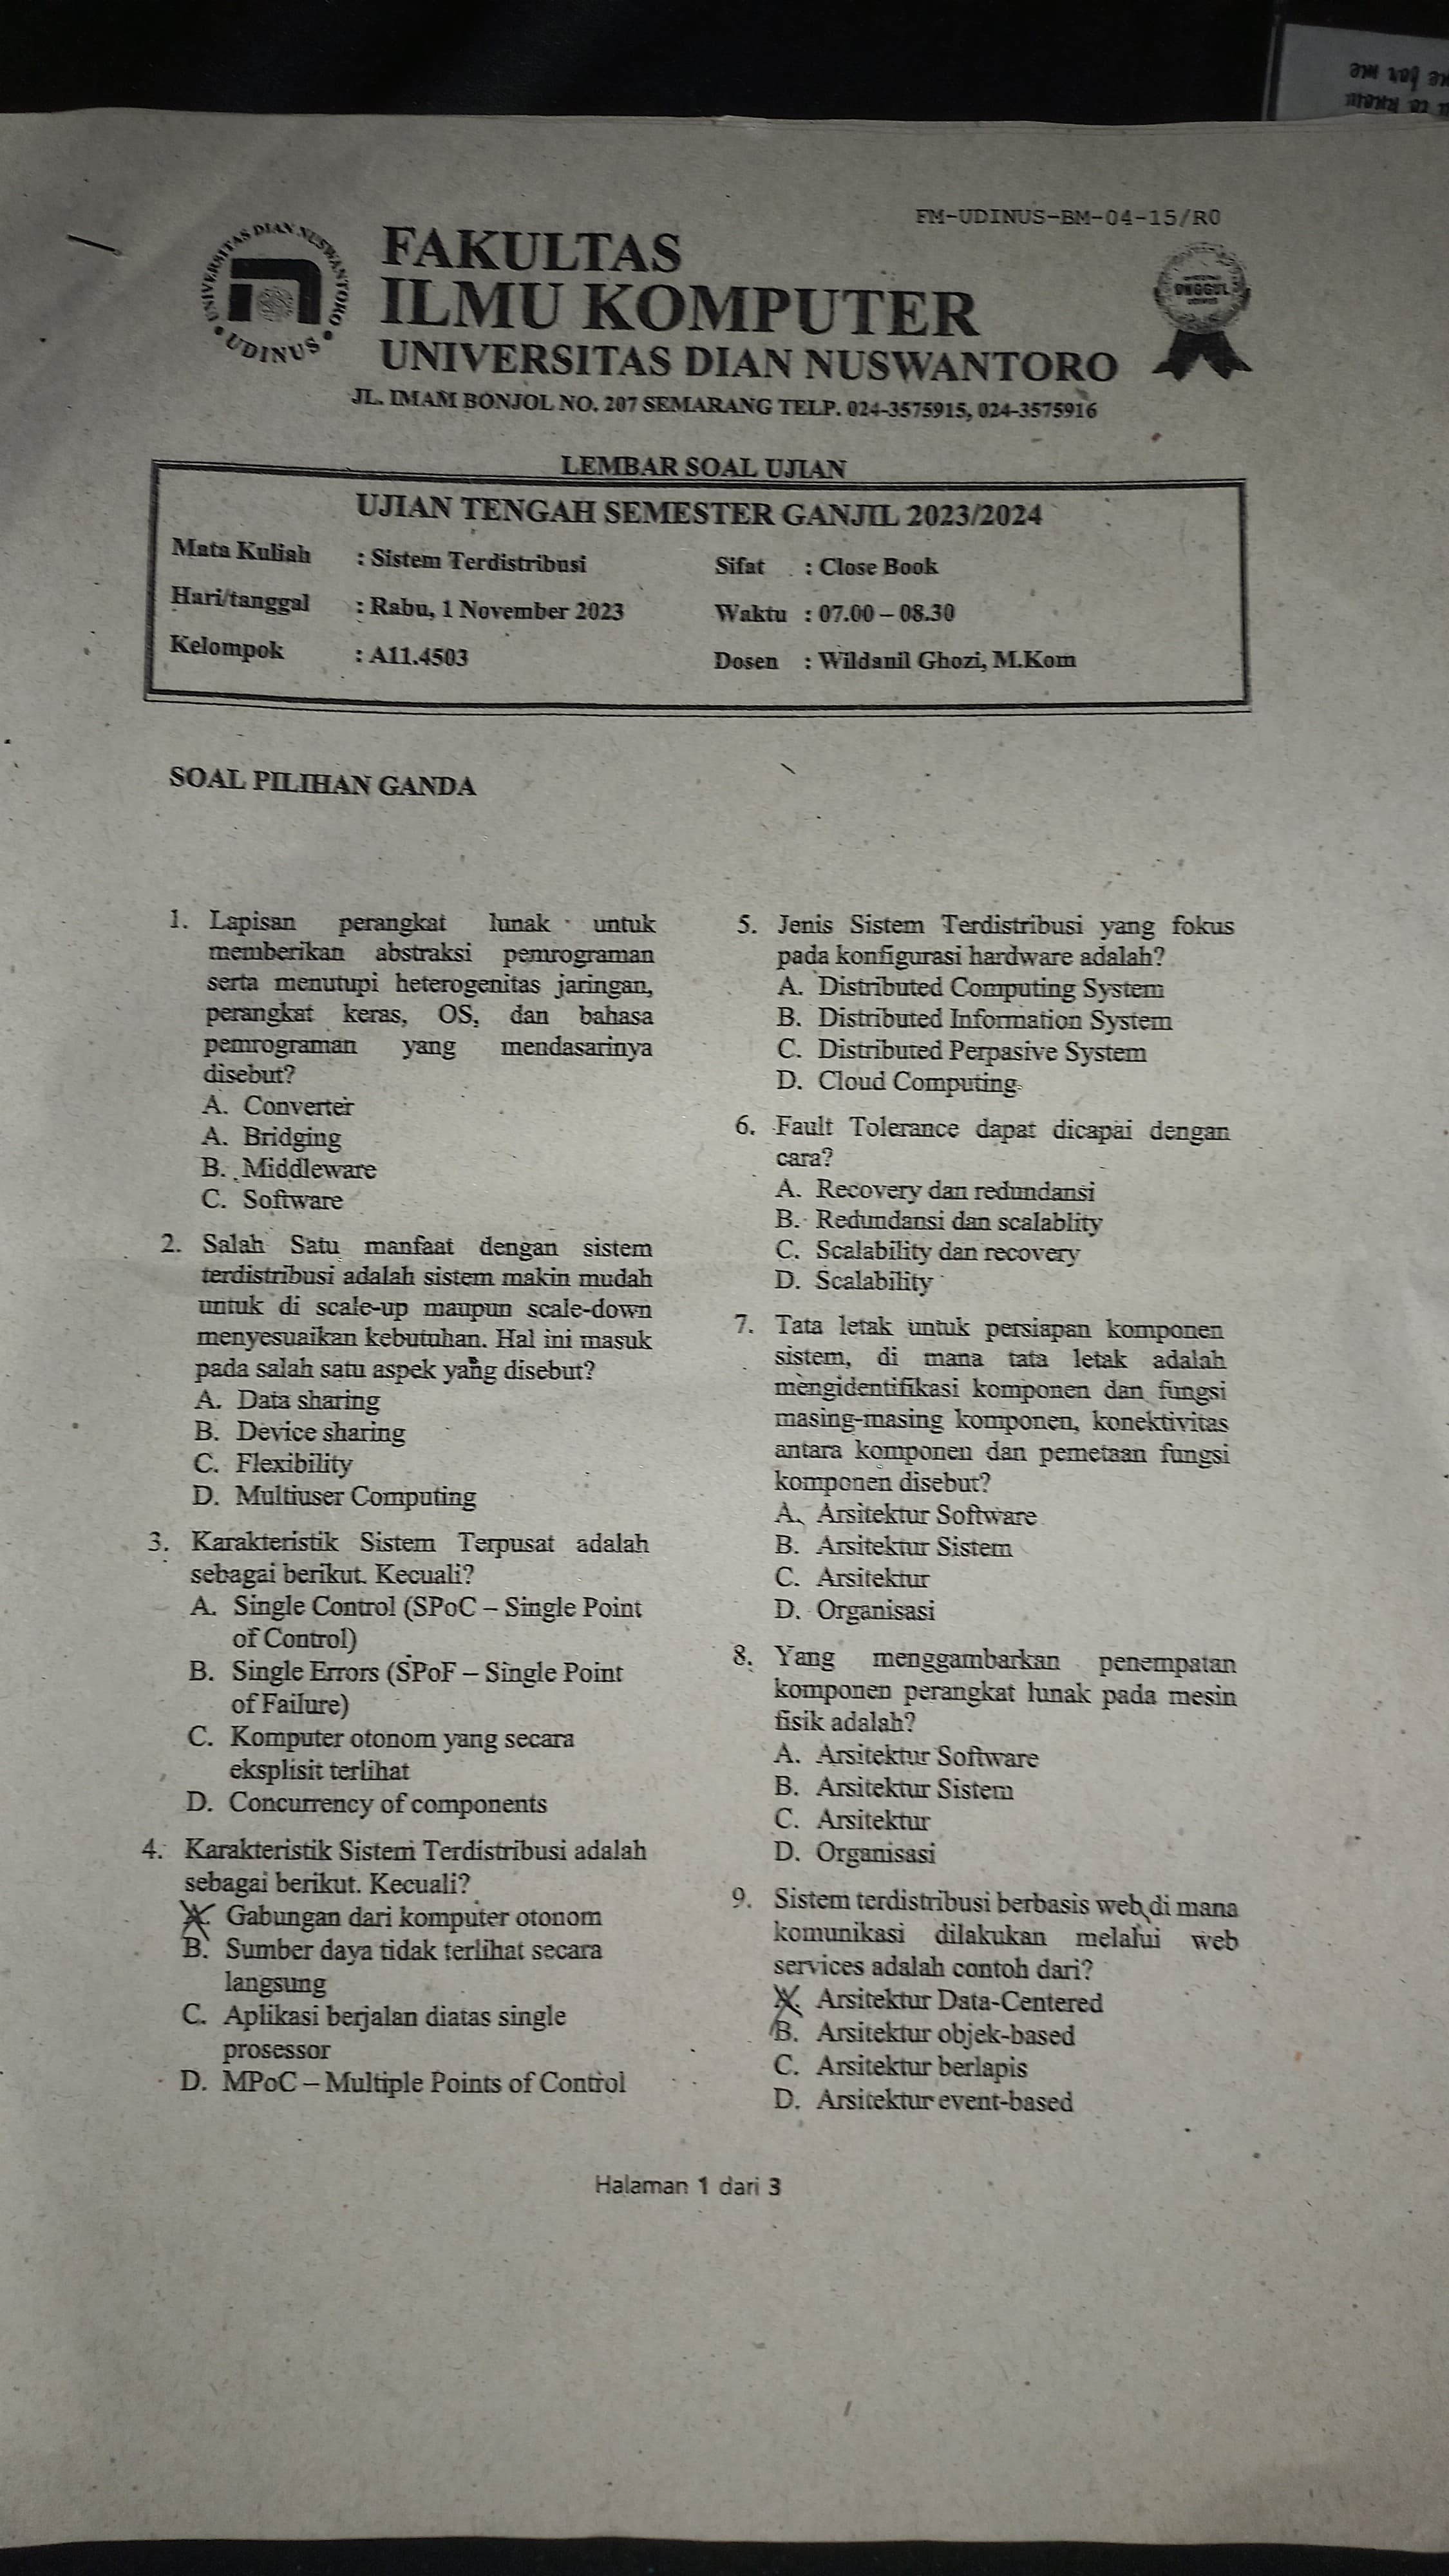 FM-UDINUS-BM-04-15/R0
UNIVERSITAS DIAN NUSWANTORO
UDINUS
FAKULTAS
ILMU KOMPUTER
UNIVERSITAS DIAN NUSWANTORO
JL. IMAM BONJOL NO. 207 SEMARANG TELP. 024-3575915, 024-3575916
UNGGUL
LEMBAR SOAL UJIAN
UJIAN TENGAH SEMESTER GANJIL 2023/2024
Mata Kuliah : Sistem Terdistribusi Sifat : Close Book
Hari/tanggal : Rabu, 1 November 2023 Waktu : 07.00 – 08.30
Kelompok : A11.4503 Dosen : Wildanil Ghozi, M.Kom
SOAL PILIHAN GANDA
1. Lapisan perangkat lunak untuk
memberikan abstraksi pemrograman
serta menutupi heterogenitas jaringan,
perangkat keras, OS, dan bahasa
pemrograman yang mendasarinya
disebut?
A. Converter
A. Bridging
B. Middleware
C. Software
2. Salah Satu manfaat dengan sistem
terdistribusi adalah sistem makin mudah
untuk di scale-up maupun scale-down
menyesuaikan kebutuhan. Hal ini masuk
pada salah satu aspek yang disebut?
A. Data sharing
B. Device sharing
C. Flexibility
D. Multiuser Computing
3. Karakteristik Sistem Terpusat adalah
sebagai berikut. Kecuali?
A. Single Control (SPoC – Single Point
of Control)
B. Single Errors (SPoF – Single Point
of Failure)
C. Komputer otonom yang secara
eksplisit terlihat
D. Concurrency of components
4. Karakteristik Sistem Terdistribusi adalah
sebagai berikut. Kecuali?
A. Gabungan dari komputer otonom
B. Sumber daya tidak terlihat secara
langsung
C. Aplikasi berjalan diatas single
prosessor
D. MPoC – Multiple Points of Control
5. Jenis Sistem Terdistribusi yang fokus
pada konfigurasi hardware adalah?
A. Distributed Computing System
B. Distributed Information System
C. Distributed Perpasive System
D. Cloud Computing
6. Fault Tolerance dapat dicapai dengan
cara?
A. Recovery dan redundansi
B. Redundansi dan scalablity
C. Scalability dan recovery
D. Scalability
7. Tata letak untuk persiapan komponen
sistem, di mana tata letak adalah
mengidentifikasi komponen dan fungsi
masing-masing komponen, konektivitas
antara komponen dan pemetaan fungsi
komponen disebut?
A. Arsitektur Software
B. Arsitektur Sistem
C. Arsitektur
D. Organisasi
8. Yang menggambarkan penempatan
komponen perangkat lunak pada mesin
fisik adalah?
A. Arsitektur Software
B. Arsitektur Sistem
C. Arsitektur
D. Organisasi
9. Sistem terdistribusi berbasis web di mana
komunikasi dilakukan melalui web
services adalah contoh dari?
A. Arsitektur Data-Centered
B. Arsitektur objek-based
C. Arsitektur berlapis
D. Arsitektur event-based
Halaman 1 dari 3